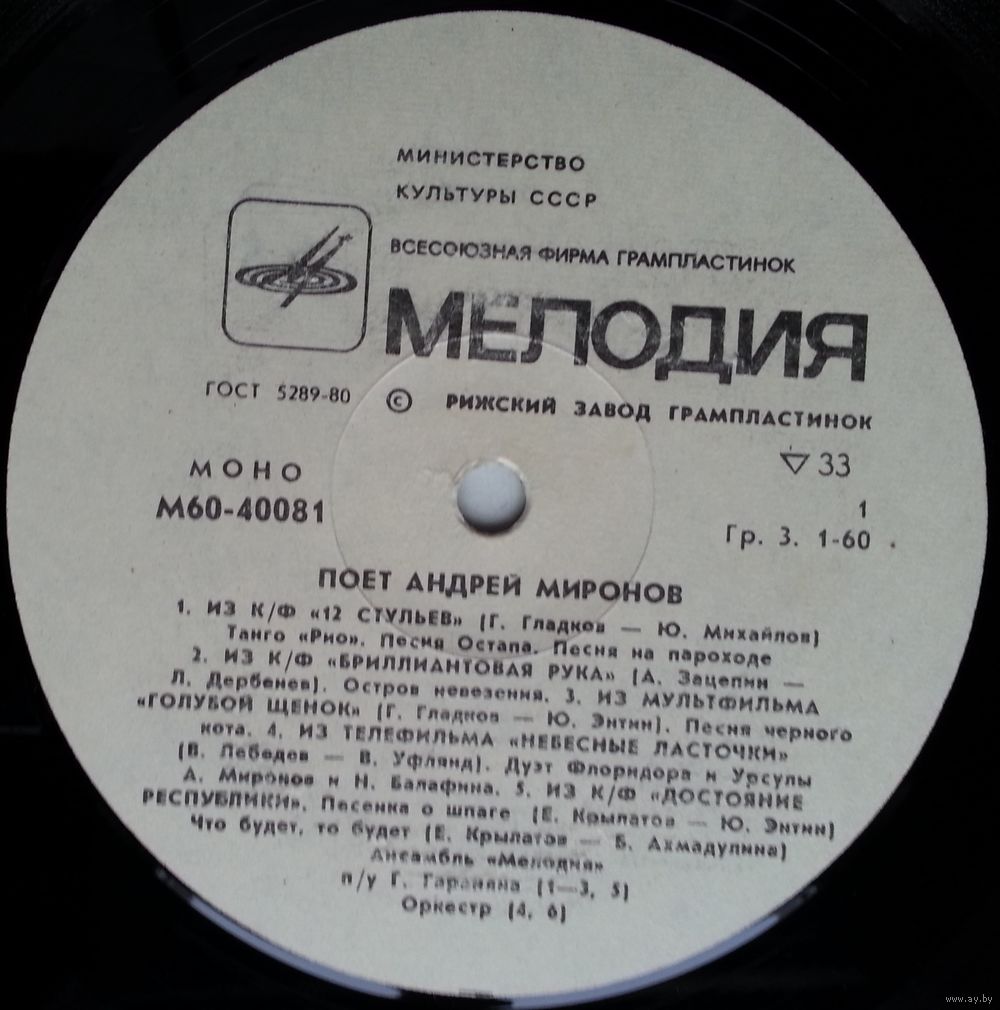 МИНИСТЕРСТВО
КУЛЬТУРЫ СССР
ВСЕСОЮЗНАЯ ФИРМА ГРАМПЛАСТИНОК
МЕЛОДИЯ
ГОСТ 5289-80 © РИЖСКИЙ ЗАВОД ГРАМПЛАСТИНОК
МОНО
М60-40081
33
1
Гр. 3. 1-60
ПОЕТ АНДРЕЙ МИРОНОВ
1. ИЗ К/Ф «12 СТУЛЬЕВ» (Г. Гладков — Ю. Михайлов)
Танго «Рио». Песня Остапа. Песня на пароходе
2. ИЗ К/Ф «БРИЛЛИАНТОВАЯ РУКА» (А. Зацепин —
Л. Дербенев). Остров невезения. 3. ИЗ МУЛЬТФИЛЬМА
«ГОЛУБОЙ ЩЕНОК» (Г. Гладков — Ю. Энтин). Песня черного
кота. 4. ИЗ ТЕЛЕФИЛЬМА «НЕБЕСНЫЕ ЛАСТОЧКИ»
(В. Лебедев — В. Уфлянд). Дуэт Флоридора и Урсулы
А. Миронов и Н. Балафина. 5. ИЗ К/Ф «ДОСТОЯНИЕ
РЕСПУБЛИКИ». Песенка о шпаге (Е. Крылатов — Ю. Энтин)
Что будет, то будет (Е. Крылатов — Б. Ахмадулина)
Ансамбль «Мелодия»
п/у Г. Гараняна (1—3, 5)
Оркестр (4, 6)
www.ay.by